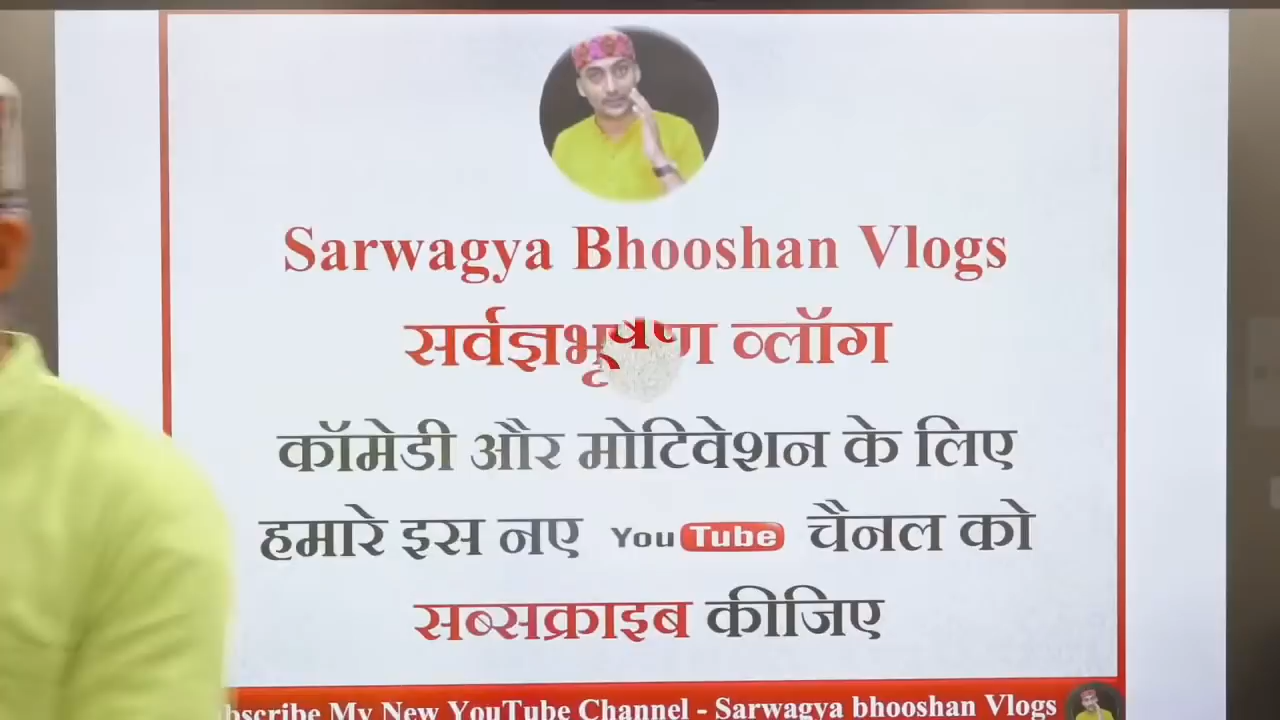 Sarwagya Bhooshan Vlogs
सर्वज्ञभूषण व्लॉग
कॉमेडी और मोटिवेशन के लिए
हमारे इस नए YouTube चैनल को
सब्सक्राइब कीजिए
My New YouTube Channel - Sarwagya bhooshan Vlogs